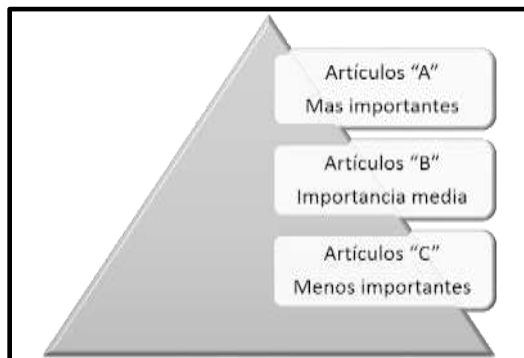 Artículos “A”
Mas importantes
Artículos “B”
Importancia media
Artículos “C”
Menos importantes